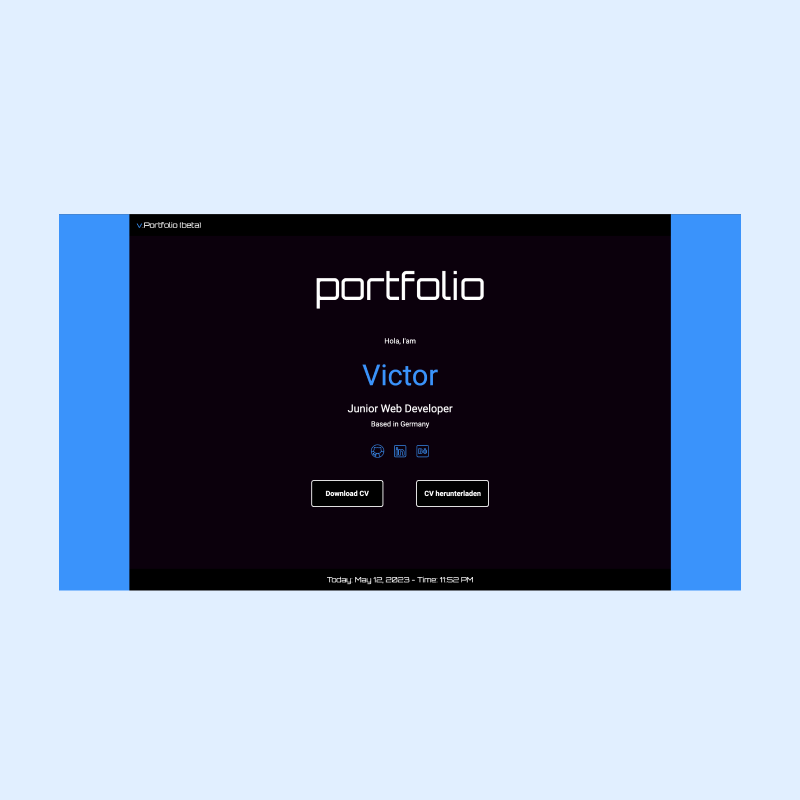 v.Portfolio (beta)
portfolio
Hola, I'am
Victor
Junior Web Developer
Based in Germany
in
Download CV
CV herunterladen
Today: May 12, 2023 - Time: 11:52 PM